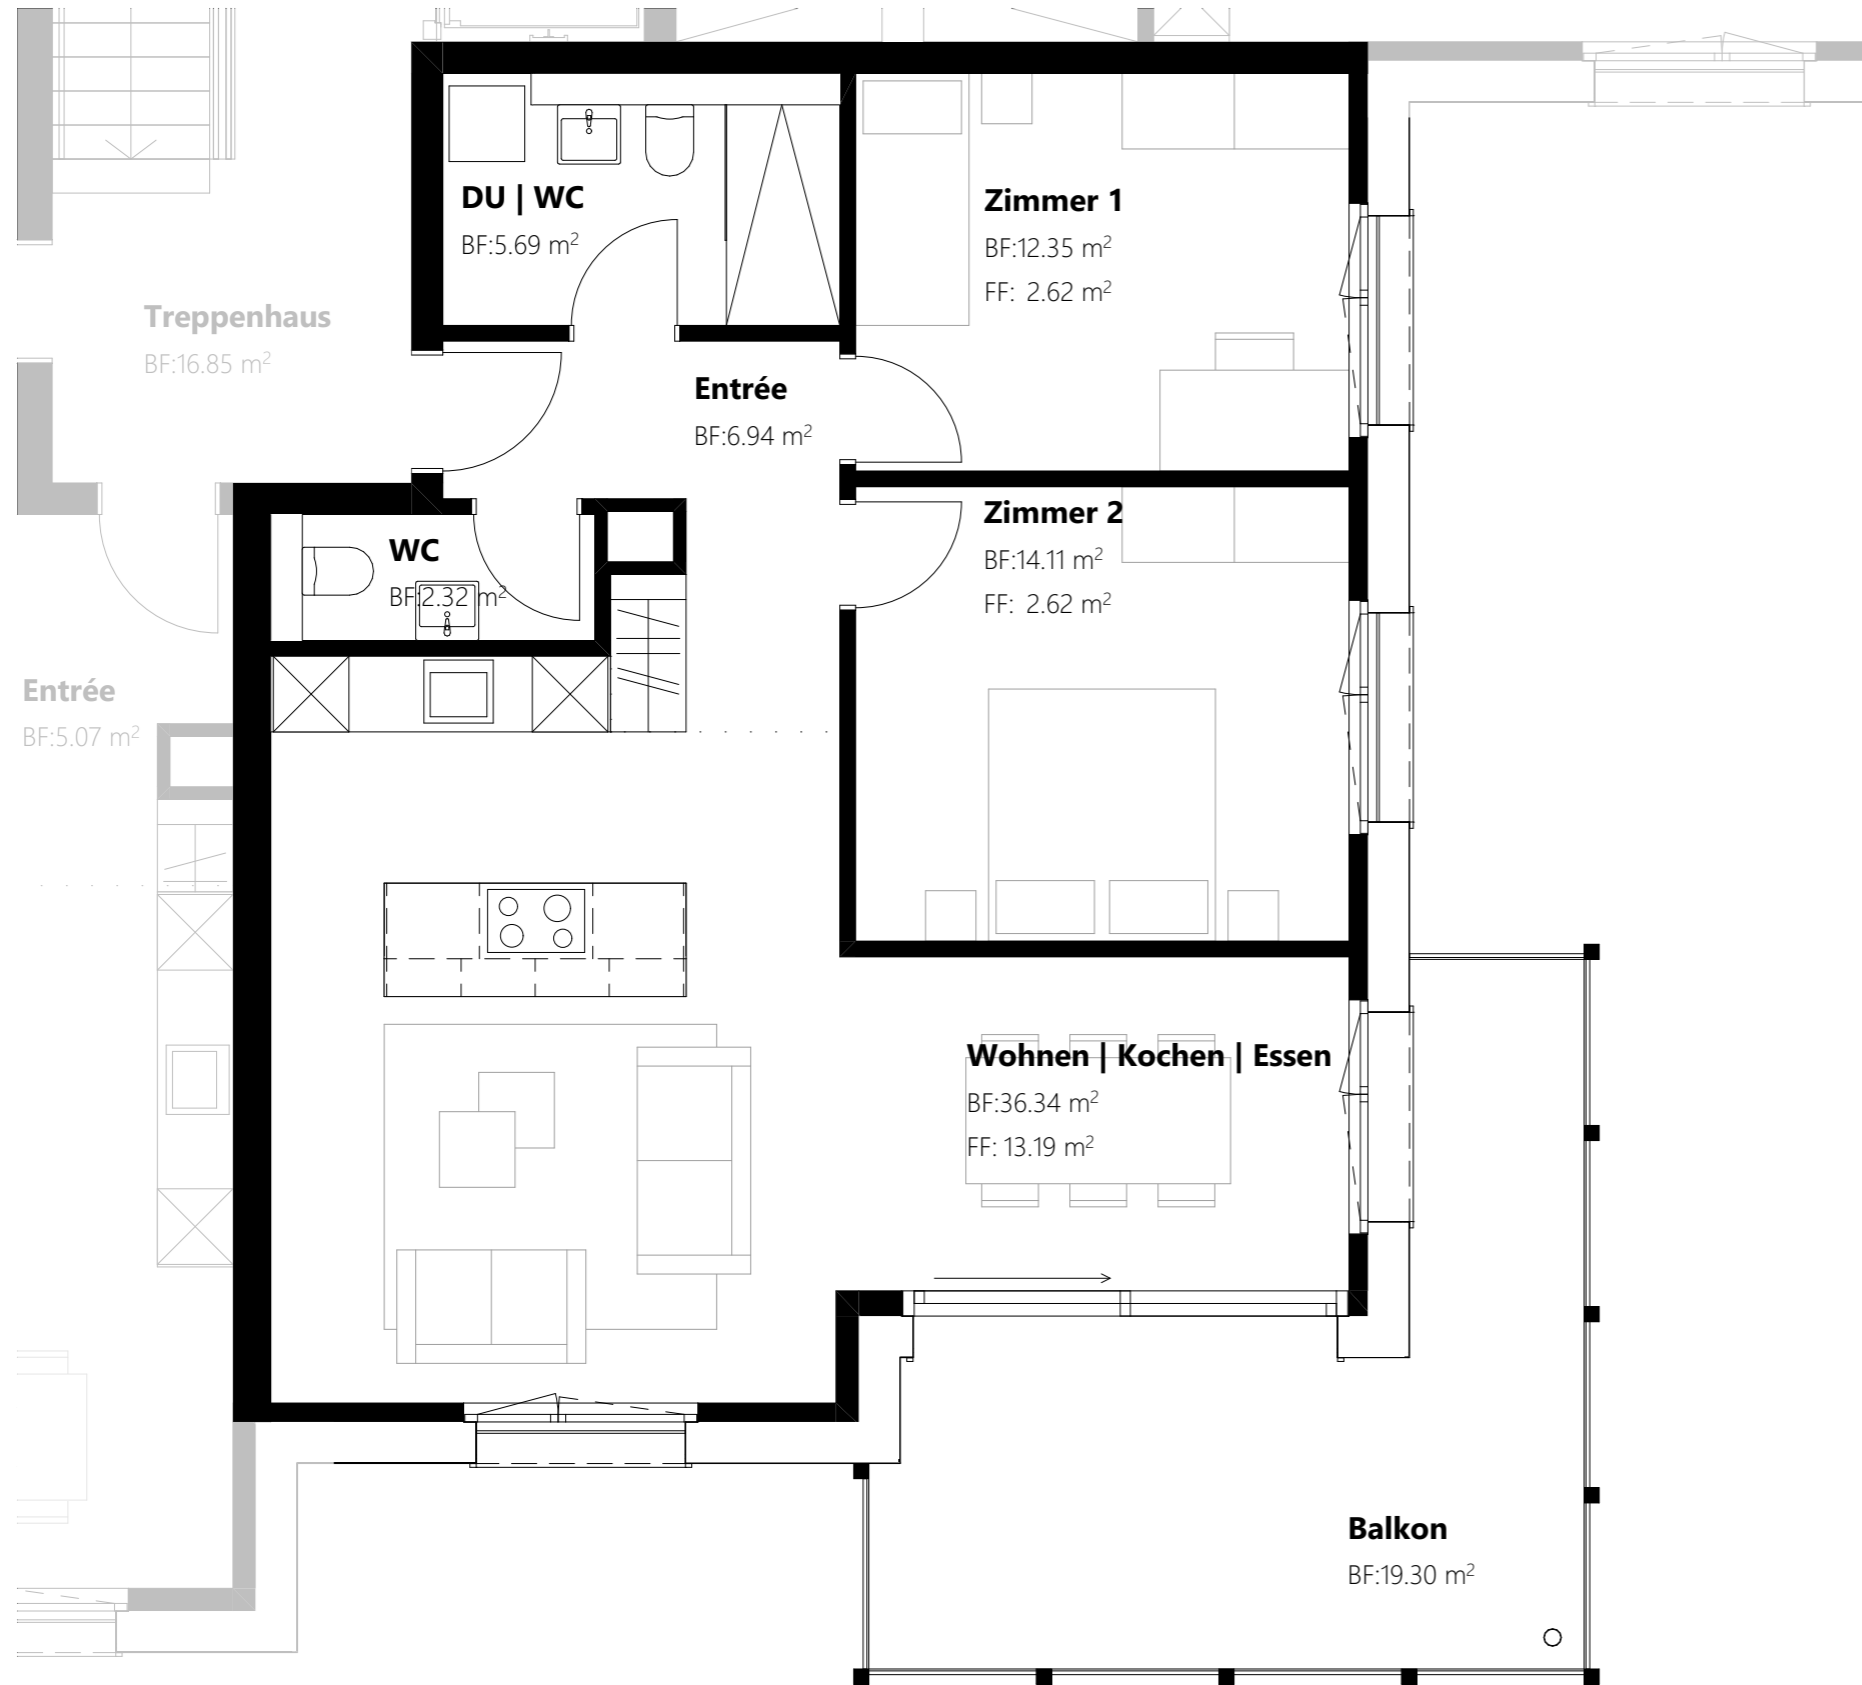 DU | WC
BF:5.69 m²
Zimmer 1
BF:12.35 m²
FF: 2.62 m²
Treppenhaus
BF:16.85 m²
Entrée
BF:6.94 m²
Zimmer 2
BF:14.11 m²
FF: 2.62 m²
WC
BF:2.32 m²
Entrée
BF:5.07 m²
Wohnen | Kochen | Essen
BF:36.34 m²
FF: 13.19 m²
Balkon
BF:19.30 m²